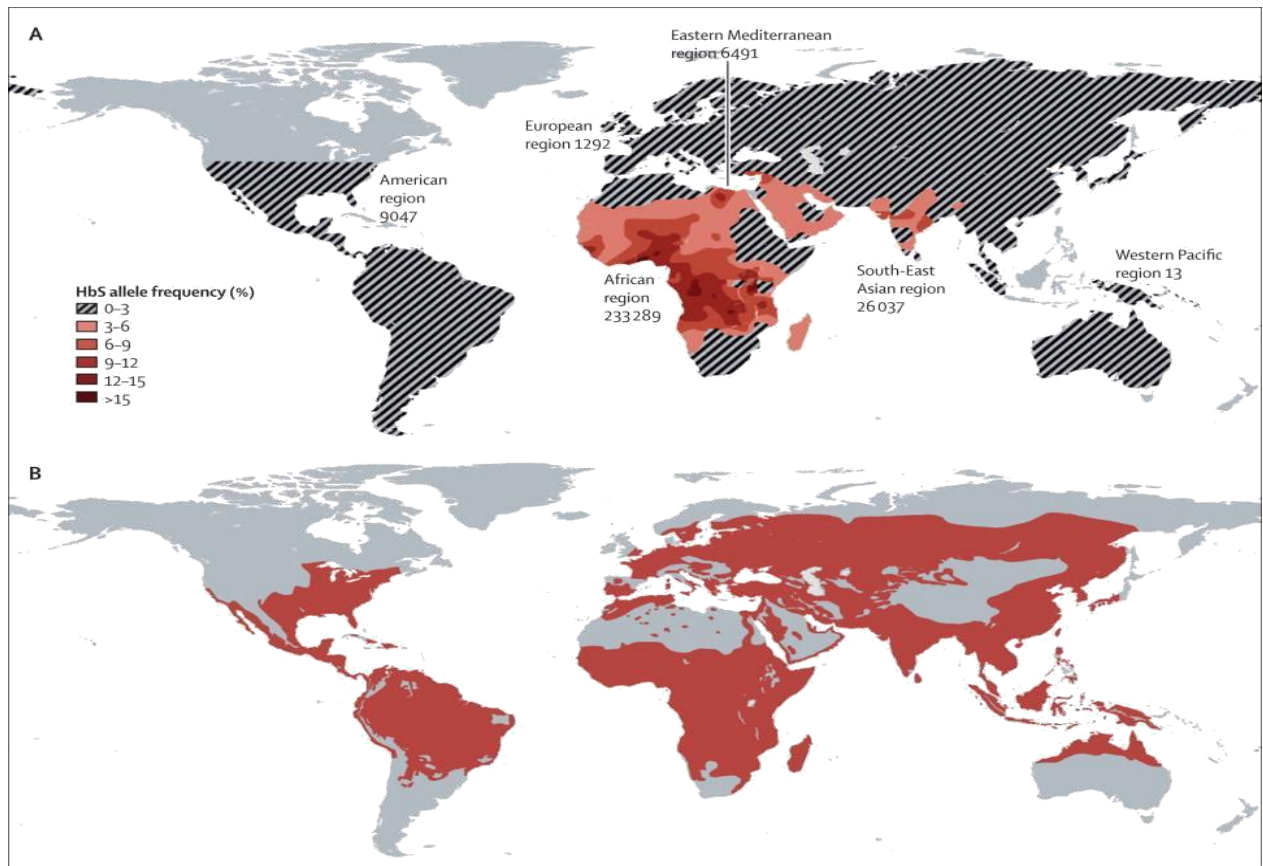 A
Eastern Mediterranean
region 6491
European
region 1292
American
region
9047
African
region
233 289
South-East
Asian region
26 037
Western Pacific
region 13
HbS allele frequency (%)
0–3
3–6
6–9
9–12
12–15
>15
B